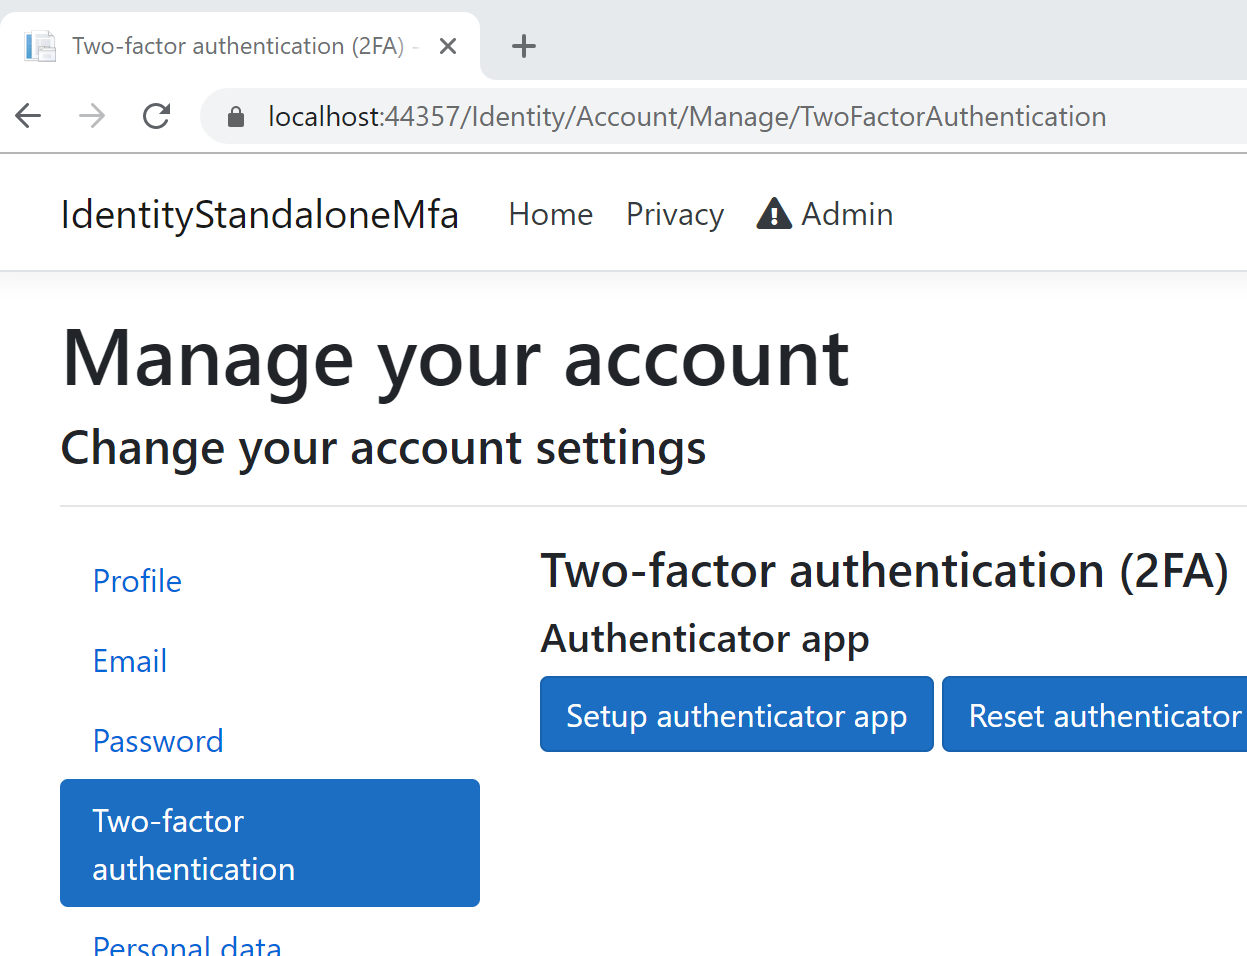 Two-factor authentication (2FA) -
localhost:44357/Identity/Account/Manage/TwoFactorAuthentication
IdentityStandaloneMfa Home Privacy Admin
Manage your account
Change your account settings
Profile
Email
Password
Two-factor
authentication
Personal data
Two-factor authentication (2FA)
Authenticator app
Setup authenticator app Reset authenticator